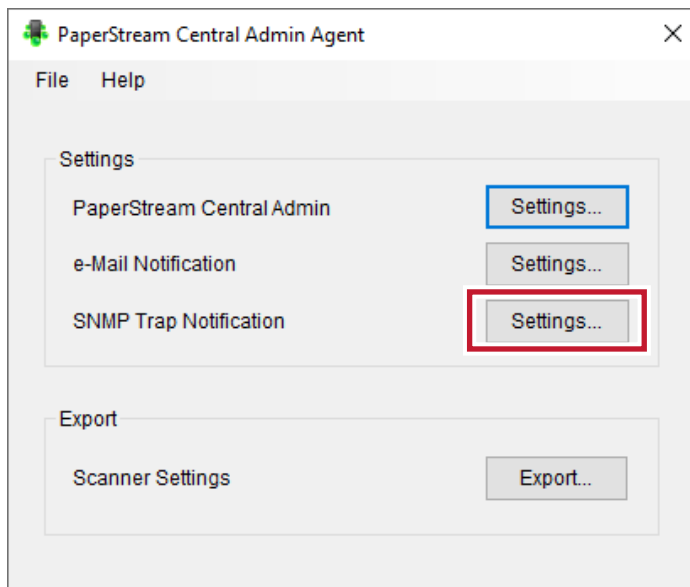 PaperStream Central Admin Agent
File Help
Settings
PaperStream Central Admin Settings...
e-Mail Notification Settings...
SNMP Trap Notification Settings...
Export
Scanner Settings Export...